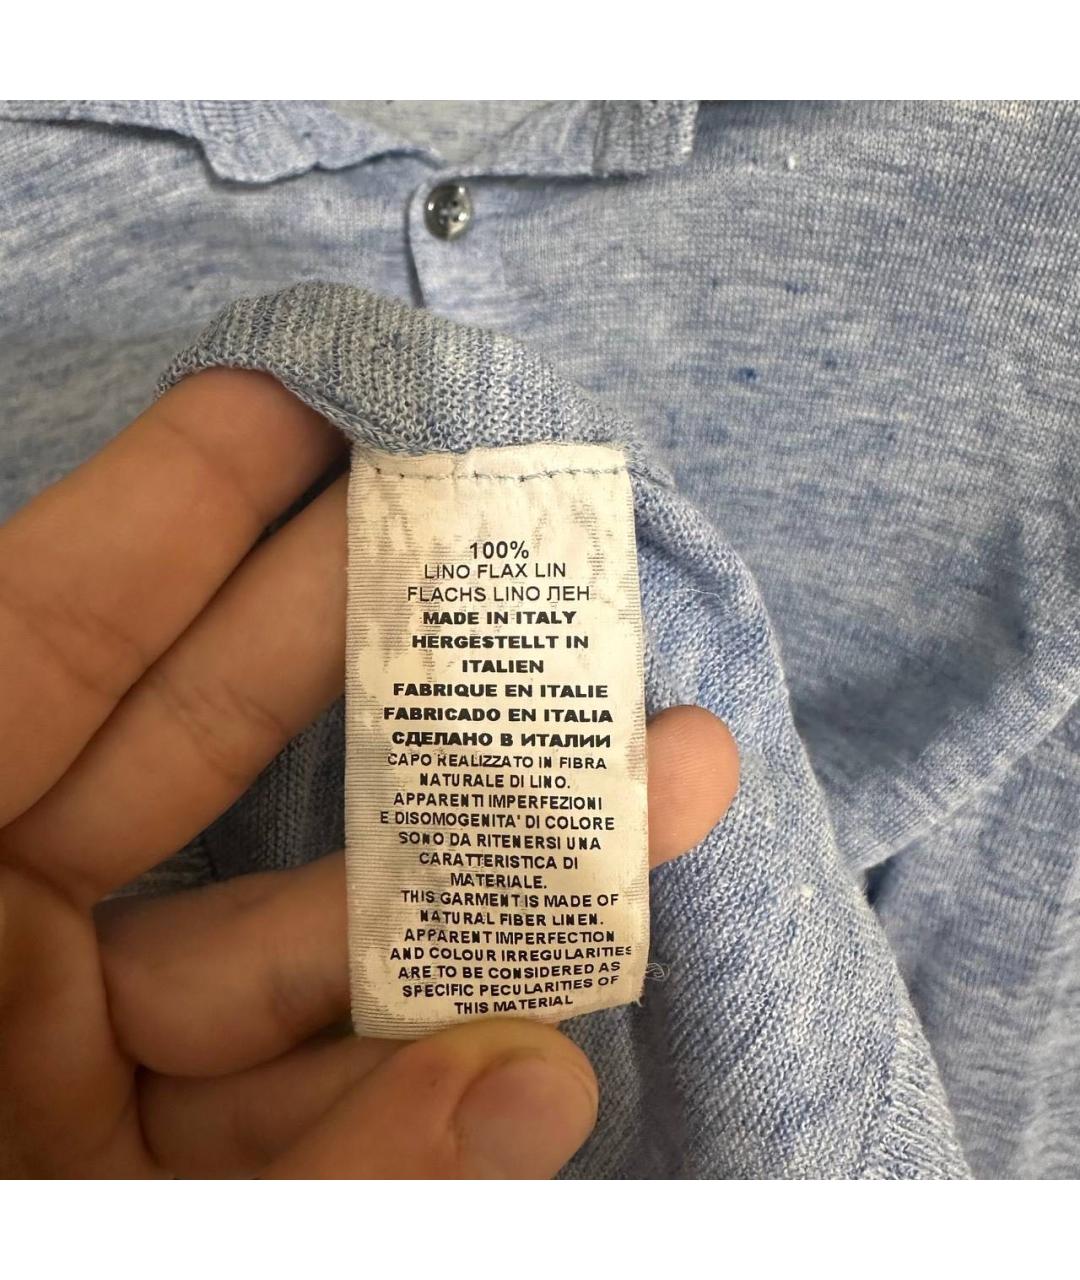 100%
LINO FLAX LIN
FLACHS LINO ЛЕН
MADE IN ITALY
HERGESTELLT IN
ITALIEN
FABRIQUE EN ITALIE
FABRICADO EN ITALIA
СДЕЛАНО В ИТАЛИИ
CAPO REALIZZATO IN FIBRA
NATURALE DI LINO.
APPARENTI IMPERFEZIONI
E DISOMOGENITA' DI COLORE
SONO DA RITENERSI UNA
CARATTERISTICA DI
MATERIALE.
THIS GARMENT IS MADE OF
NATURAL FIBER LINEN.
APPARENT IMPERFECTION
AND COLOUR IRREGULARITIES
ARE TO BE CONSIDERED AS
SPECIFIC PECULARITIES OF
THIS MATERIAL